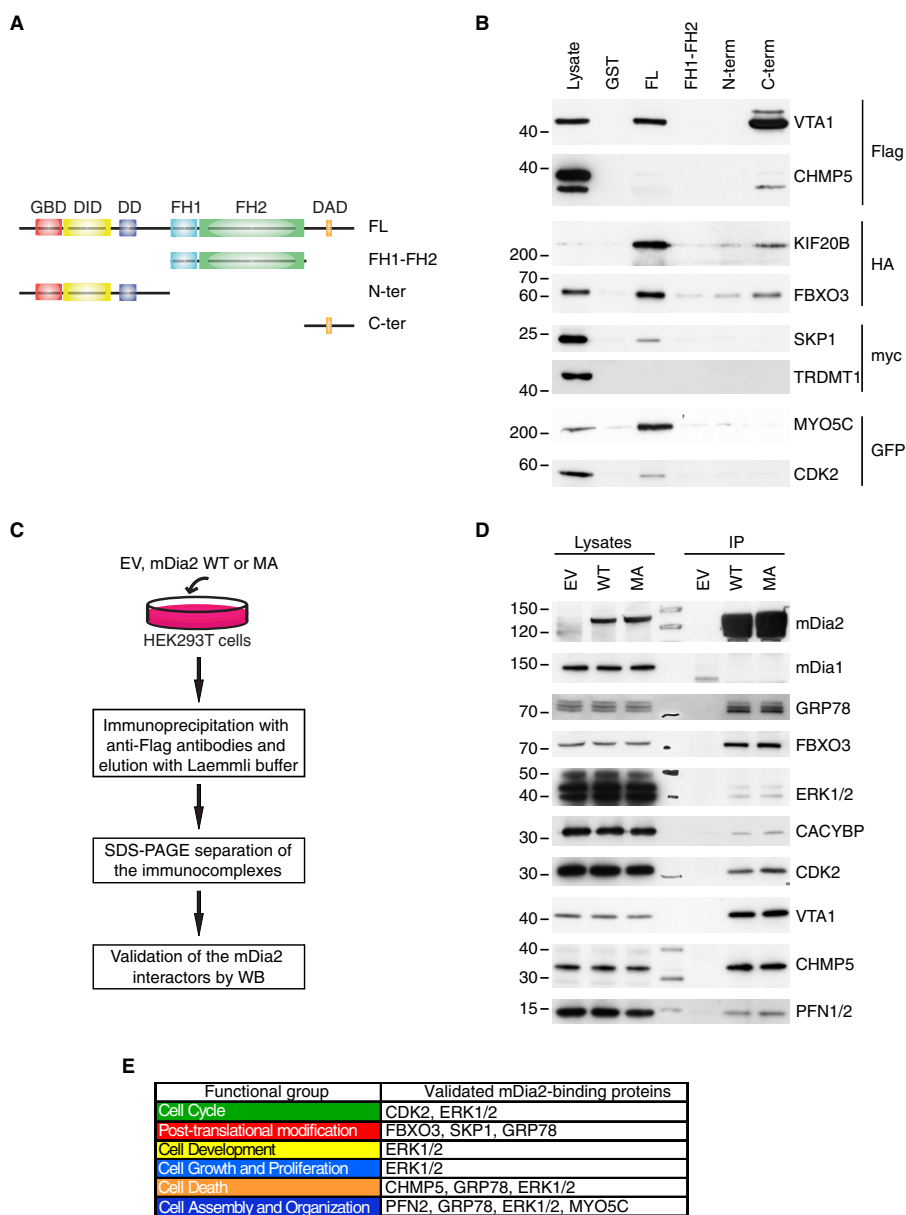 A
GBD DID DD FH1 FH2 DAD
FL
FH1-FH2
N-ter
C-ter
B
Lysate GST FL FH1-FH2 N-term C-term
40 VTA1
40 CHMP5
Flag
200 KIF20B
70
60 FBXO3
HA
25 SKP1
40 TRDMT1
myc
200 MYO5C
60 CDK2
GFP
C
EV, mDia2 WT or MA
HEK293T cells
Immunoprecipitation with
anti-Flag antibodies and
elution with Laemmli buffer
SDS-PAGE separation of
the immunocomplexes
Validation of the mDia2
interactors by WB
D
Lysates IP
EV WT MA EV WT MA
150
120 mDia2
150 mDia1
70 GRP78
70 FBXO3
50
40 ERK1/2
30 CACYBP
30 CDK2
40 VTA1
40
30 CHMP5
15 PFN1/2
E
Functional group Validated mDia2-binding proteins
Cell Cycle CDK2, ERK1/2
Post-translational modification FBXO3, SKP1, GRP78
Cell Development ERK1/2
Cell Growth and Proliferation ERK1/2
Cell Death CHMP5, GRP78, ERK1/2
Cell Assembly and Organization PFN2, GRP78, ERK1/2, MYO5C